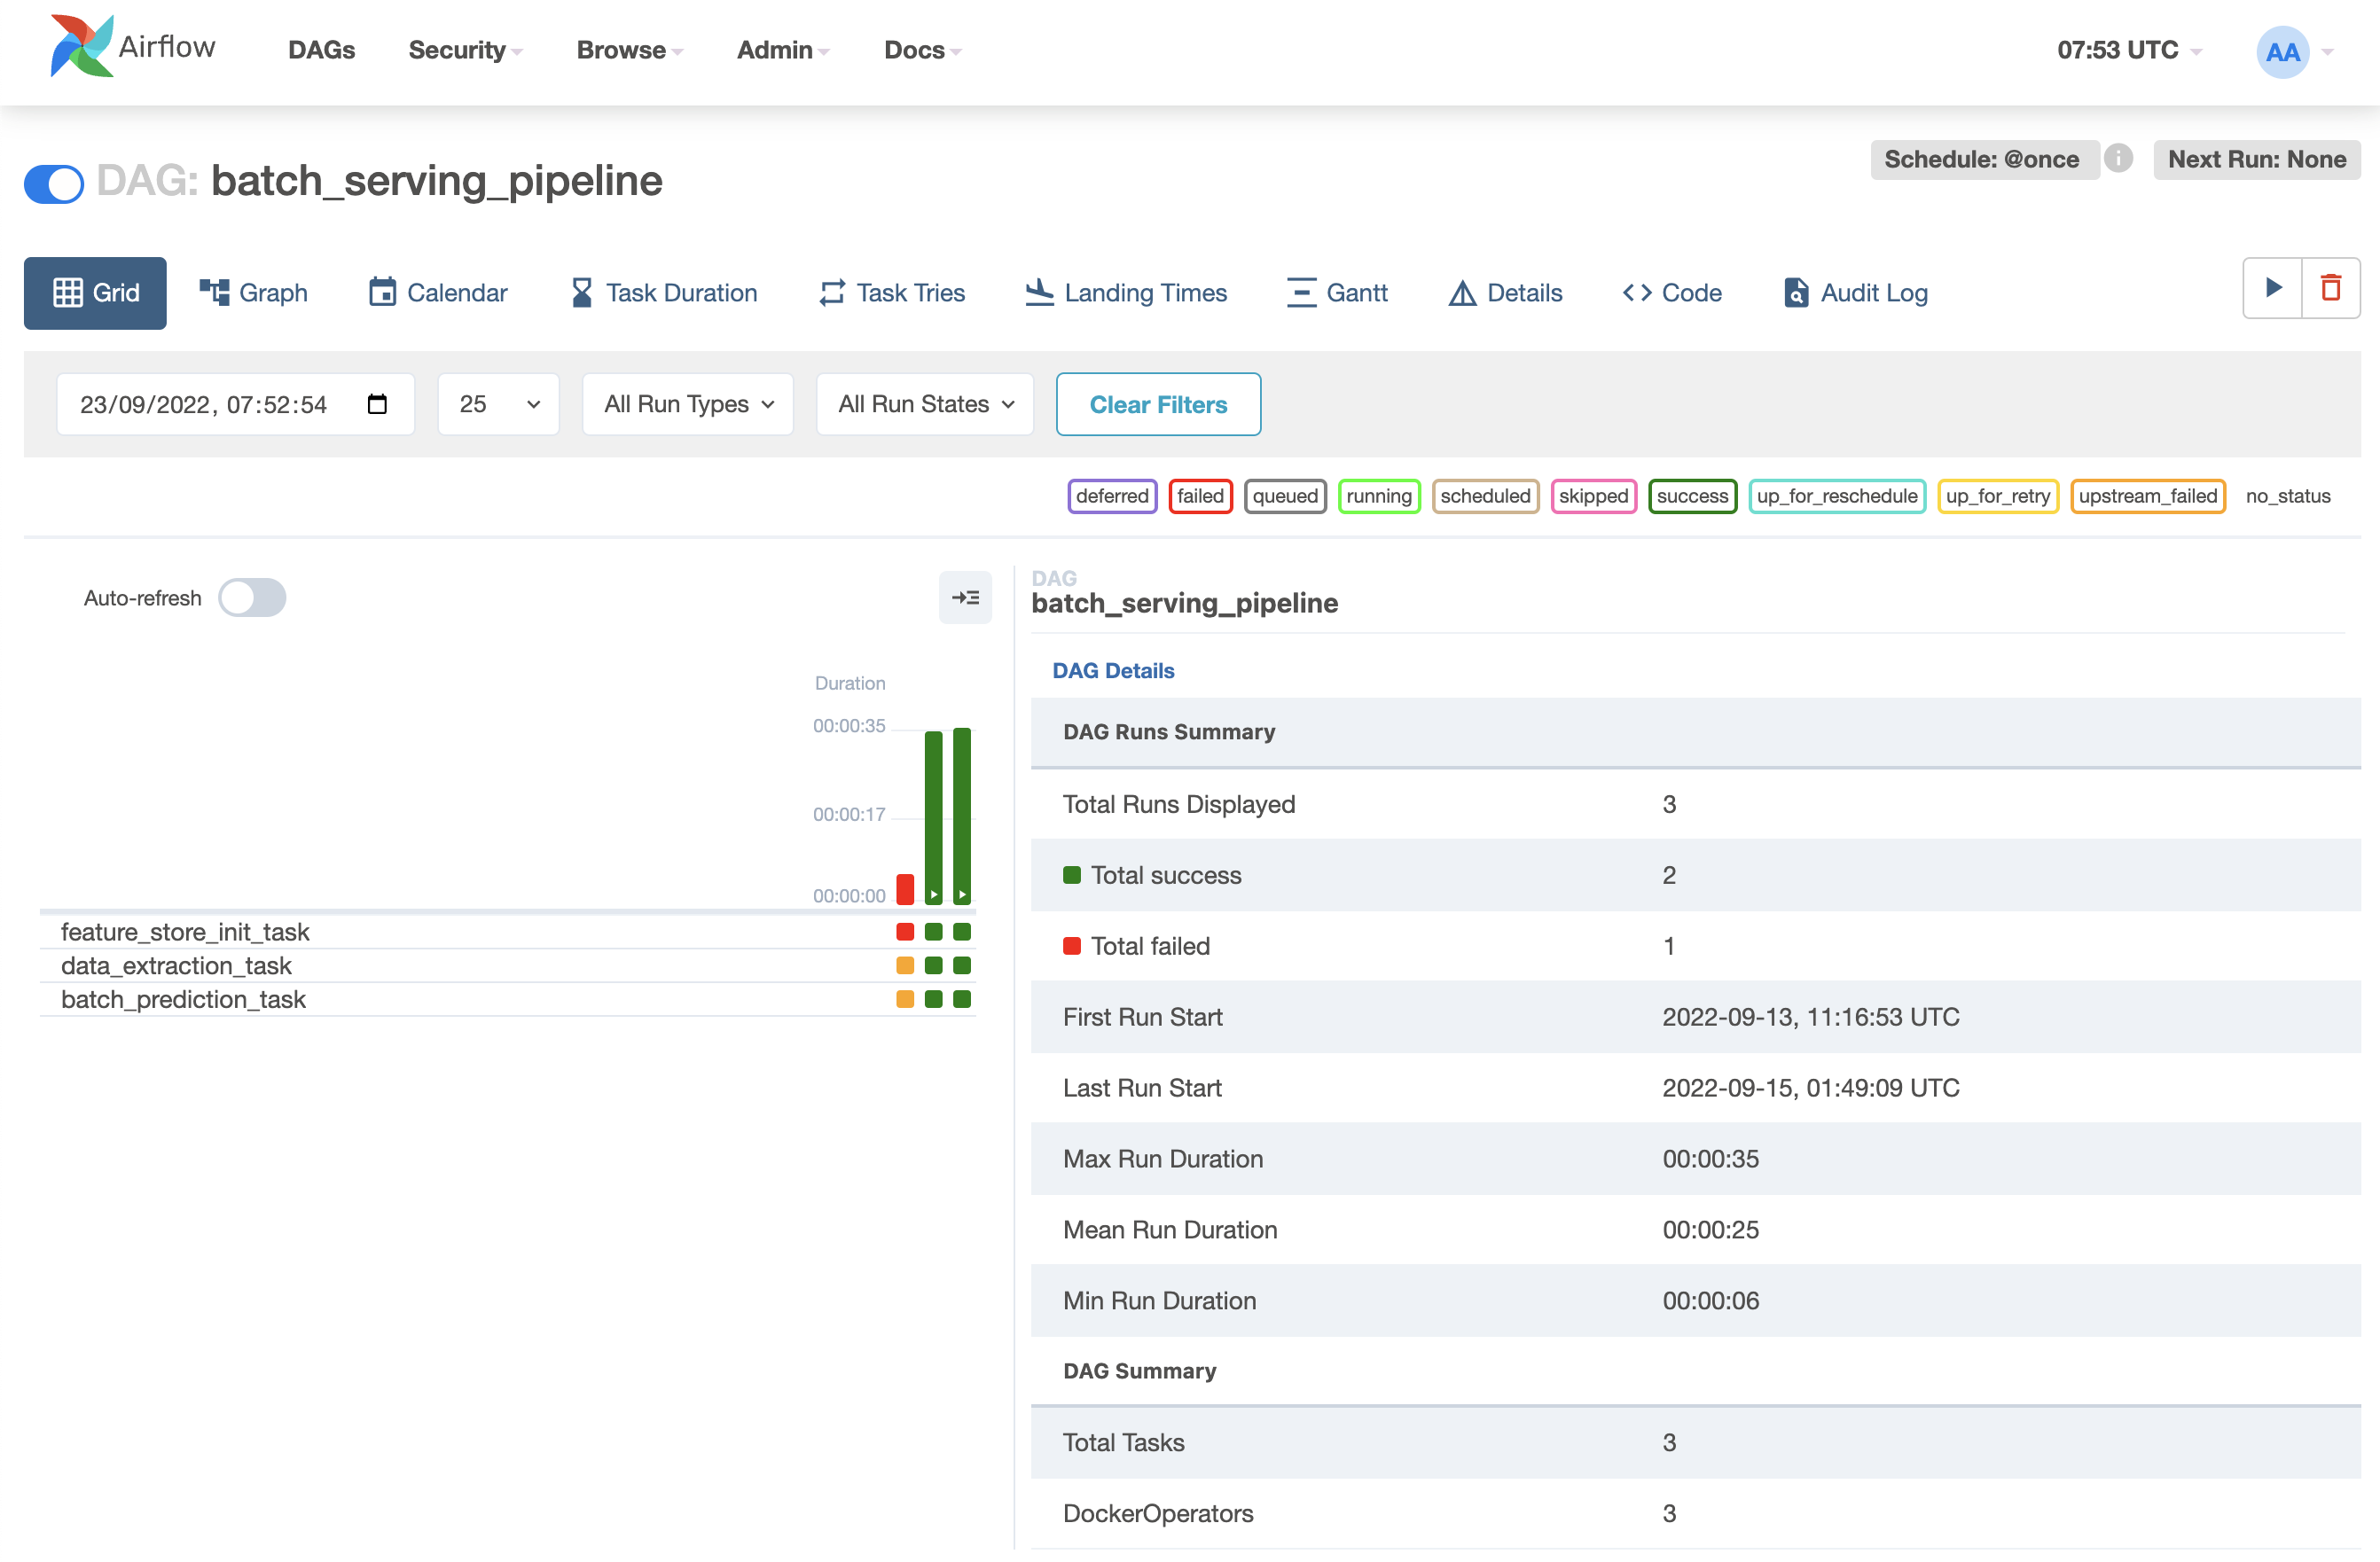 Airflow DAGs Security Browse Admin Docs 07:53 UTC AA
DAG: batch_serving_pipeline
Schedule: @once i Next Run: None
Grid Graph Calendar Task Duration Task Tries Landing Times Gantt Details Code Audit Log
23/09/2022, 07:52:54 25 All Run Types All Run States Clear Filters
deferred failed queued running scheduled skipped success up_for_reschedule up_for_retry upstream_failed no_status
Auto-refresh
Duration
00:00:35
00:00:17
00:00:00
feature_store_init_task
data_extraction_task
batch_prediction_task
DAG
batch_serving_pipeline
DAG Details
DAG Runs Summary
Total Runs Displayed 3
Total success 2
Total failed 1
First Run Start 2022-09-13, 11:16:53 UTC
Last Run Start 2022-09-15, 01:49:09 UTC
Max Run Duration 00:00:35
Mean Run Duration 00:00:25
Min Run Duration 00:00:06
DAG Summary
Total Tasks 3
DockerOperators 3